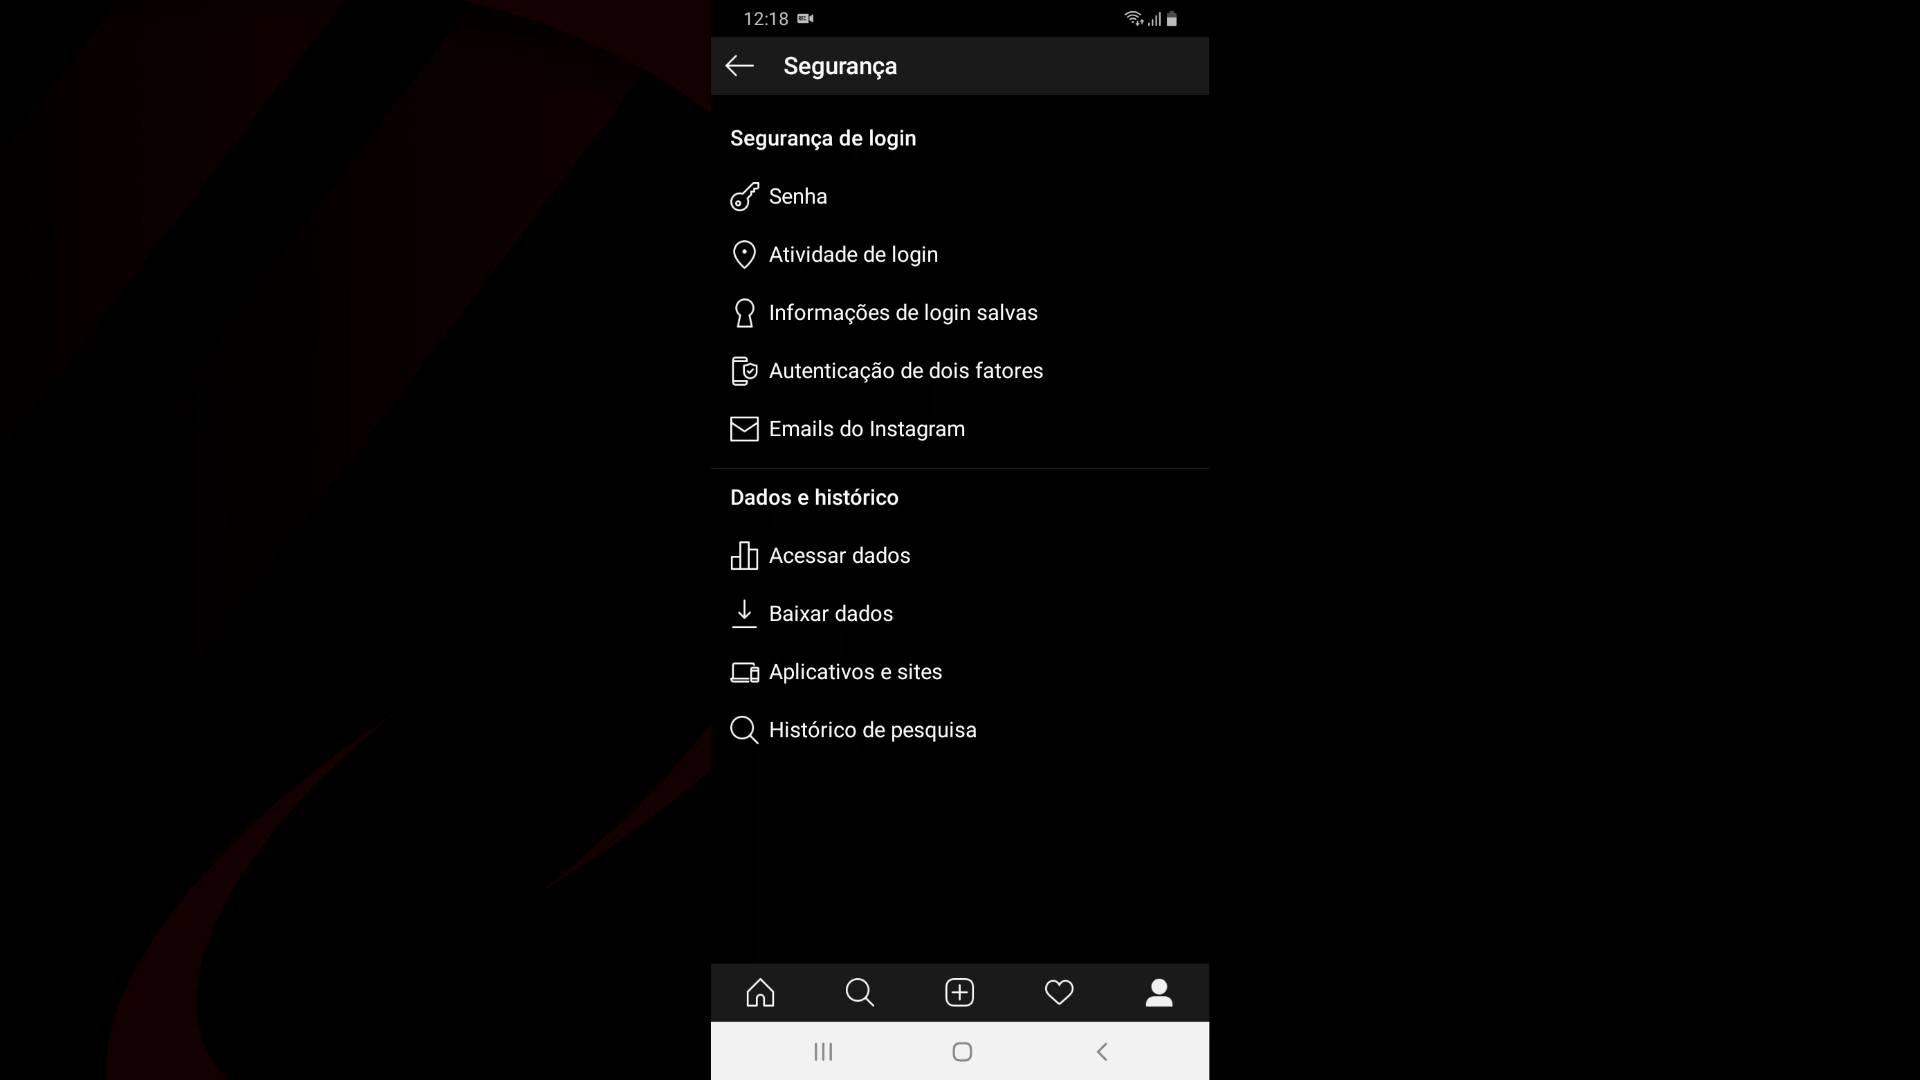 12:18
Segurança
Segurança de login
Senha
Atividade de login
Informações de login salvas
Autenticação de dois fatores
Emails do Instagram
Dados e histórico
Acessar dados
Baixar dados
Aplicativos e sites
Histórico de pesquisa